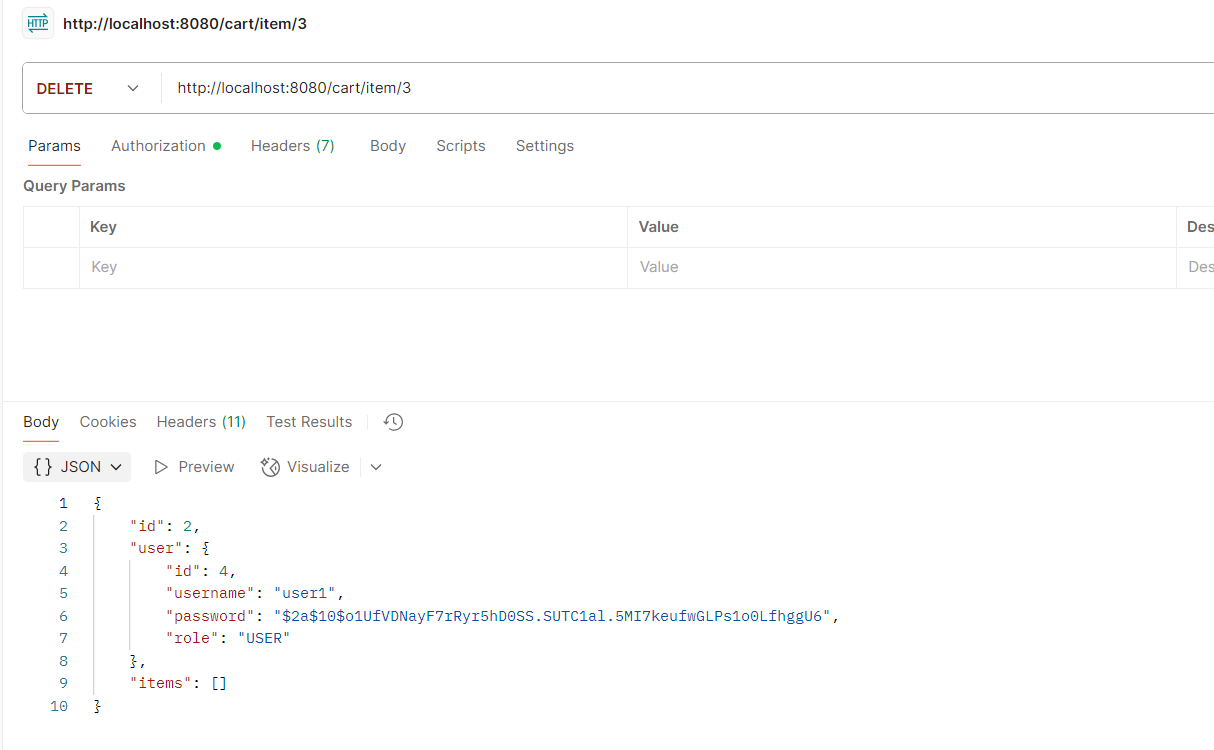 HTTP http://localhost:8080/cart/item/3
DELETE http://localhost:8080/cart/item/3
Params Authorization Headers (7) Body Scripts Settings
Query Params
Key Value Des
Key Value Des
Body Cookies Headers (11) Test Results
{} JSON Preview Visualize
1 {
2 "id": 2,
3 "user": {
4 "id": 4,
5 "username": "user1",
6 "password": "$2a$10$o1UfVDNayF7rRyr5hD0SS.SUTC1al.5MI7keufwGLPs1o0LfhggU6",
7 "role": "USER"
8 },
9 "items": []
10 }